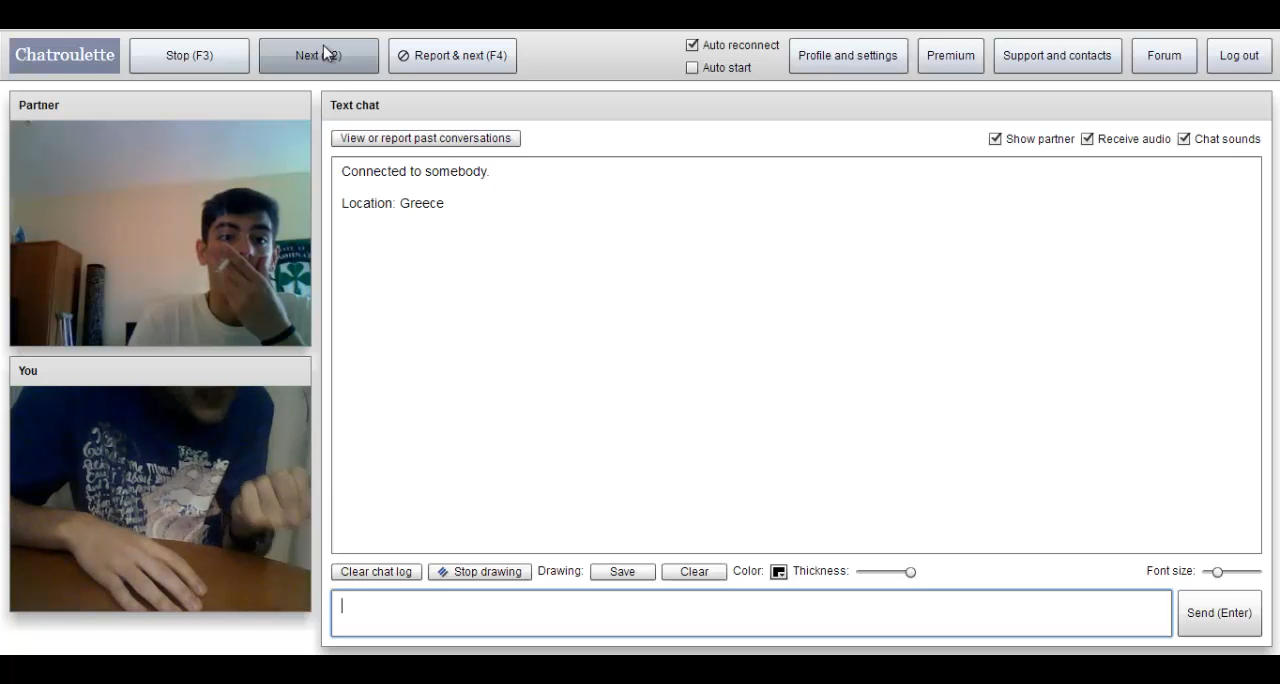 Chatroulette
Stop (F3)
Next
Report & next (F4)
Auto reconnect
Auto start
Profile and settings
Premium
Support and contacts
Forum
Log out
Partner
Text chat
View or report past conversations
Show partner
Receive audio
Chat sounds
Connected to somebody.
Location: Greece
You
Clear chat log
Stop drawing
Drawing:
Save
Clear
Color:
Thickness:
Font size:
Send (Enter)